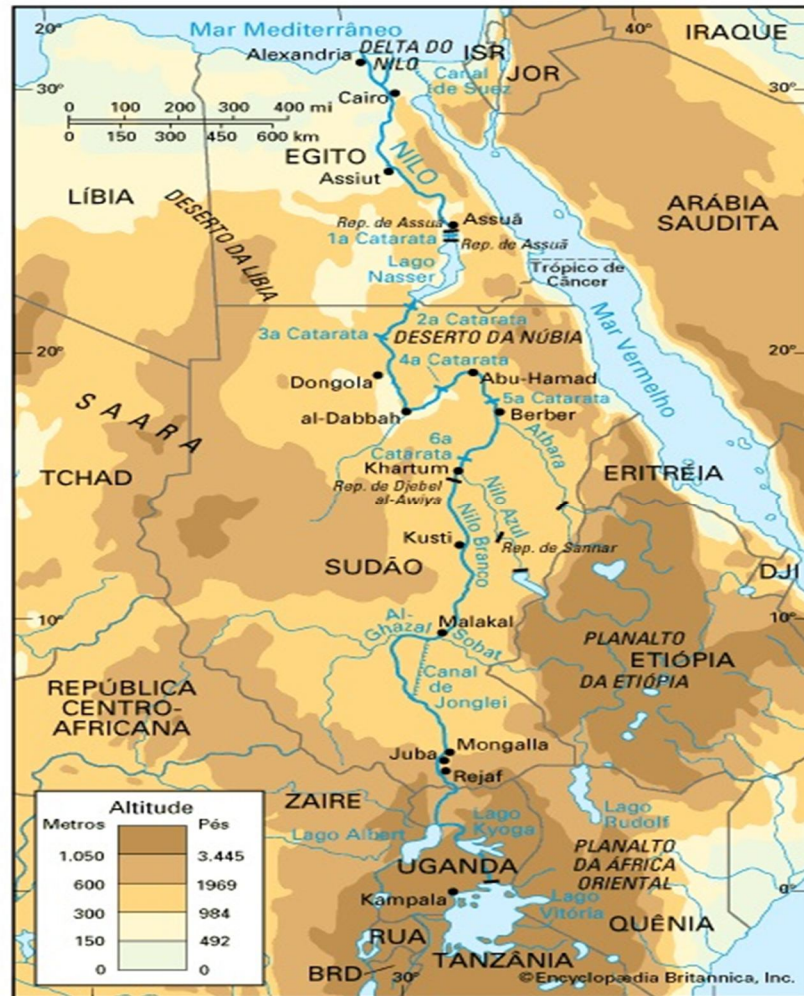 20°
Mar Mediterrâneo
40°
IRAQUE
Alexandria
DELTA DO
NILO
ISR
JOR
Canal
de Suez
30°
30°
Cairo
0 100 200 300 400 mi
0 150 300 450 600 km
EGITO
NILO
Assiut
LÍBIA
DESERTO DA LÍBIA
ARÁBIA
SAUDITA
Rep. de Assuã
Assuã
1a Catarata
Rep. de Assuã
Lago
Nasser
Trópico de
Câncer
Mar Vermelho
2a Catarata
3a Catarata
DESERTO DA NÚBIA
20°
20°
4a Catarata
Dongola
Abu-Hamad
5a Catarata
al-Dabbah
Berber
SAARA
Atbara
6a
Catarata
Khartum
ERITRÉIA
TCHAD
Rep. de Djebel
al-Awiya
Nilo Azul
Nilo Branco
Kusti
Rep. de Sannar
SUDÃO
DJI
10°
10°
Al-
Ghazal
Malakal
Sobat
PLANALTO
ETIÓPIA
DA ETIÓPIA
Canal
de
Jonglei
REPÚBLICA
CENTRO-
AFRICANA
Mongalla
Juba
Rejaf
ZAIRE
Lago
Rudolf
Lago
Kyoga
Lago Albert
PLANALTO
DA ÁFRICA
ORIENTAL
UGANDA
Kampala
0°
Lago
Vitória
QUÊNIA
RUA
TANZÂNIA
BRD
30°
Altitude
Metros Pés
1.050 3.445
600 1969
300 984
150 492
0 0
©Encyclopædia Britannica, Inc.